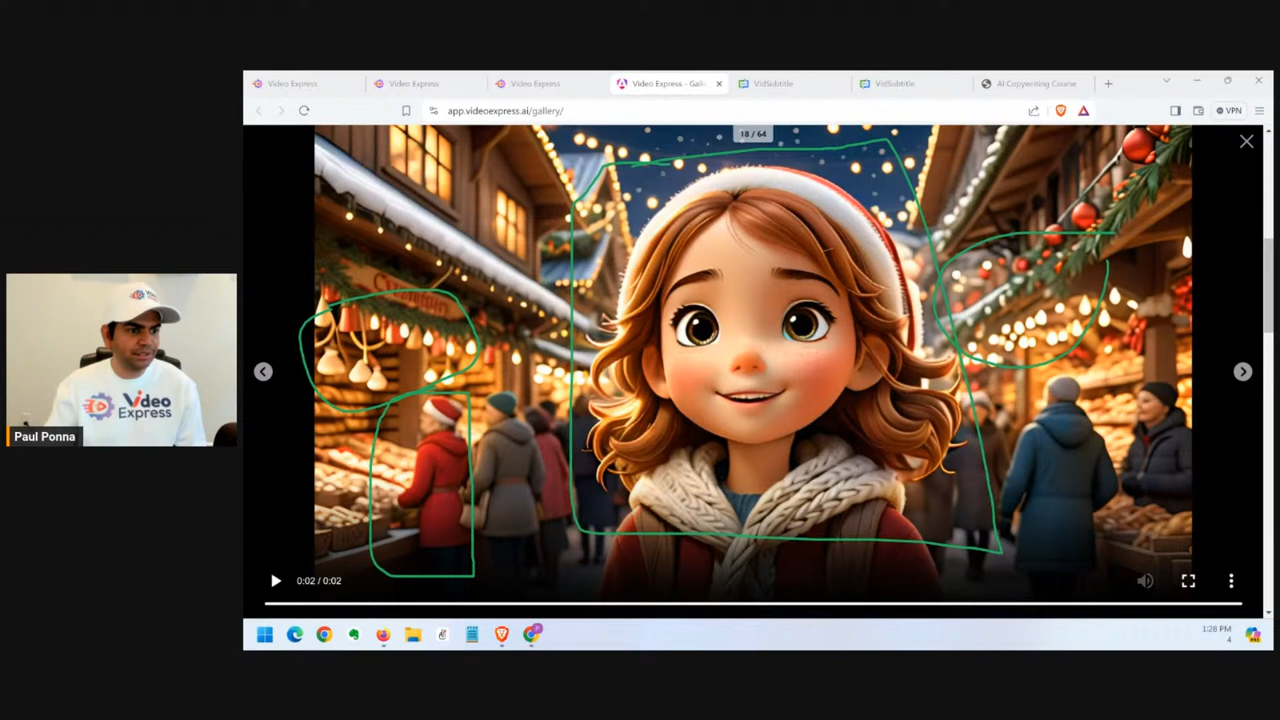 Video Express
Video Express
Video Express
Video Express - Gall
VidSubtitle
VidSubtitle
AI Copywriting Course
app.videoexpress.ai/gallery/
VPN
18 / 64
Video
Express
Paul Ponna
0:02 / 0:02
1:28 PM
4